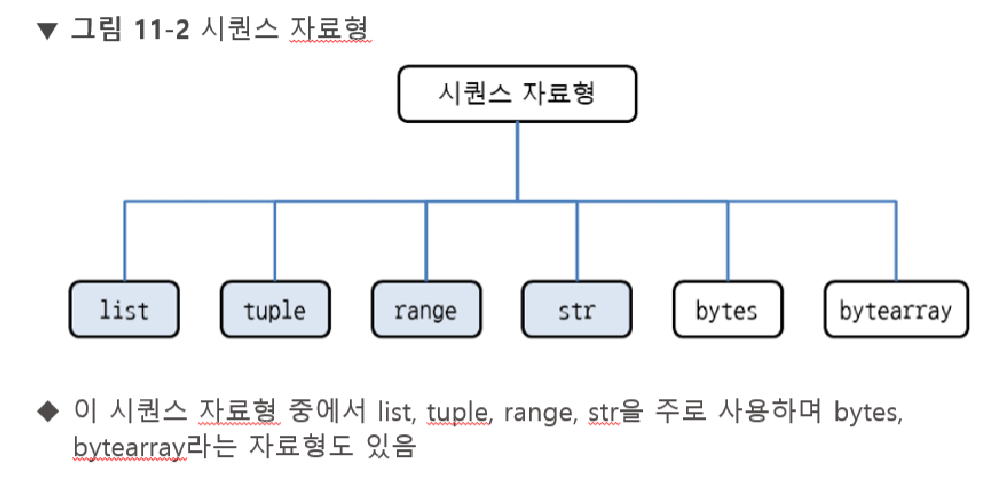 ▼ 그림 11-2 시퀀스 자료형
시퀀스 자료형
list
tuple
range
str
bytes
bytearray
◆ 이 시퀀스 자료형 중에서 list, tuple, range, str을 주로 사용하며 bytes,
bytearray라는 자료형도 있음